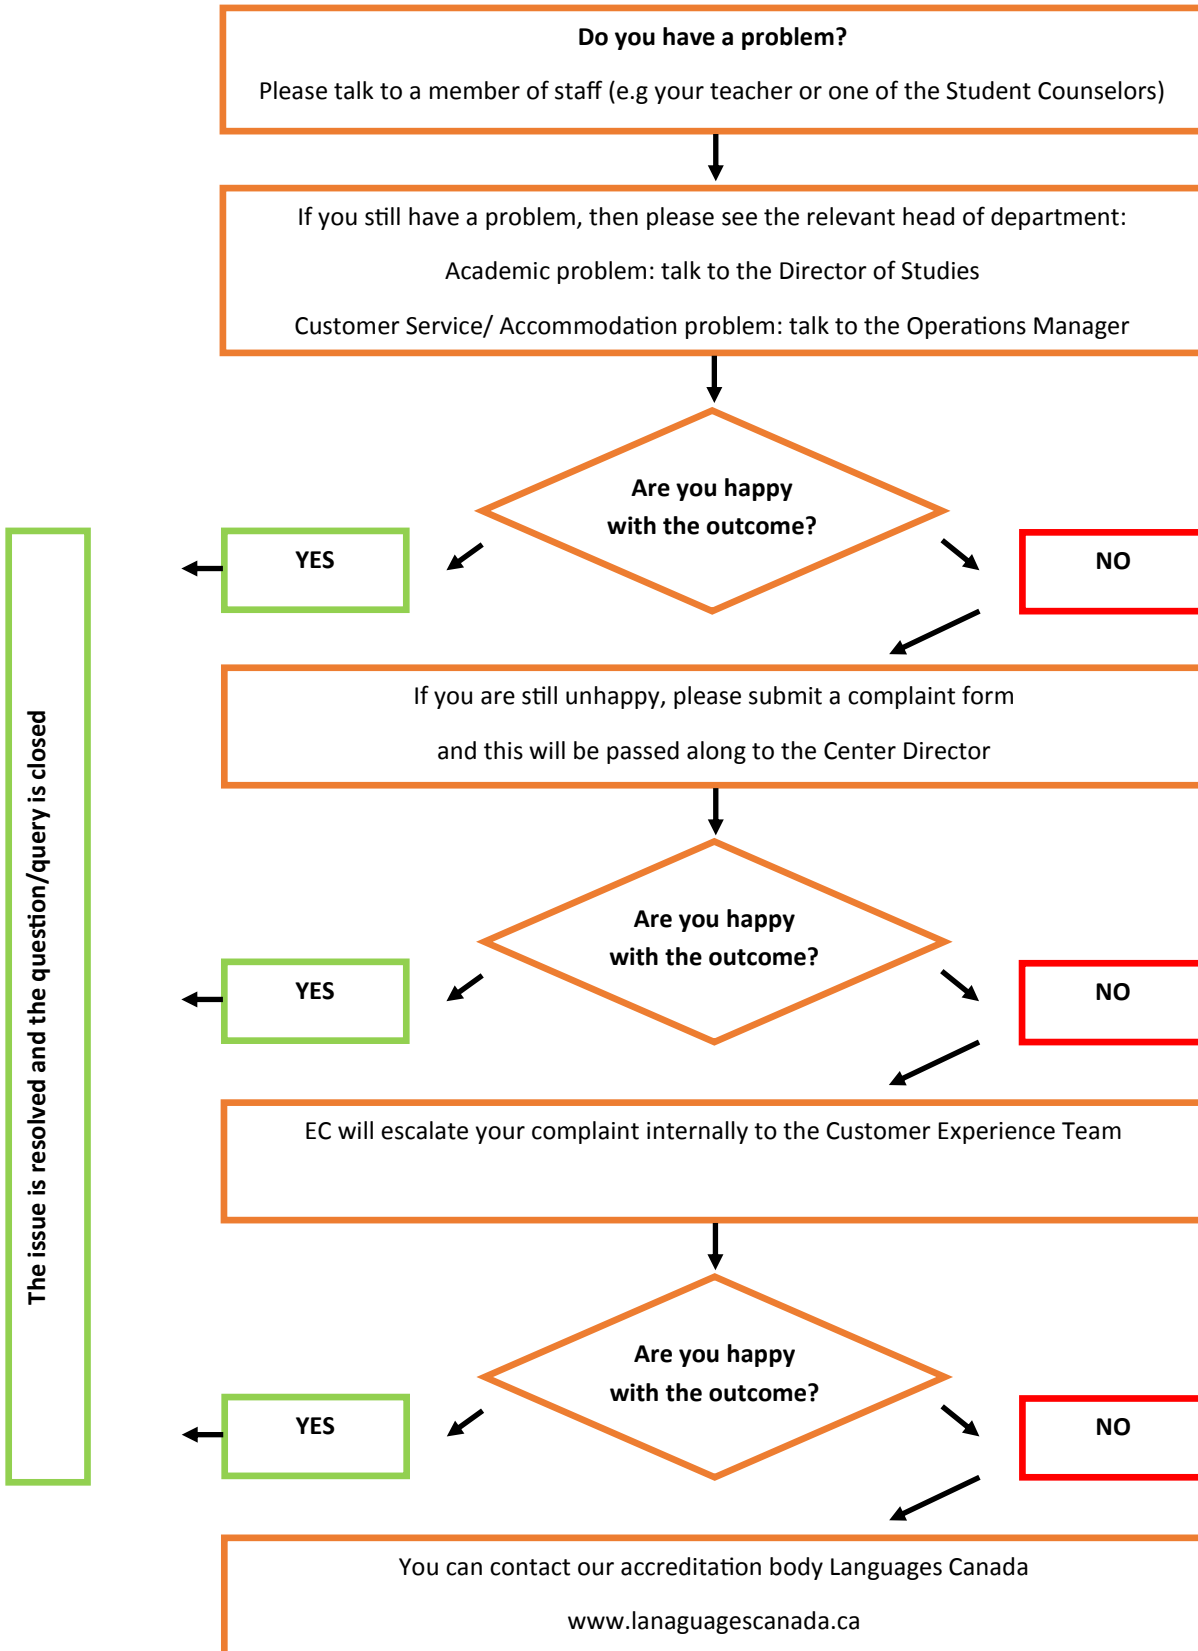 Do you have a problem?
Please talk to a member of staff (e.g your teacher or one of the Student Counselors)
If you still have a problem, then please see the relevant head of department:
Academic problem: talk to the Director of Studies
Customer Service/ Accommodation problem: talk to the Operations Manager
Are you happy
with the outcome?
YES
NO
If you are still unhappy, please submit a complaint form
and this will be passed along to the Center Director
Are you happy
with the outcome?
YES
NO
EC will escalate your complaint internally to the Customer Experience Team
Are you happy
with the outcome?
YES
NO
You can contact our accreditation body Languages Canada
www.lanaguagescanada.ca
The issue is resolved and the question/query is closed